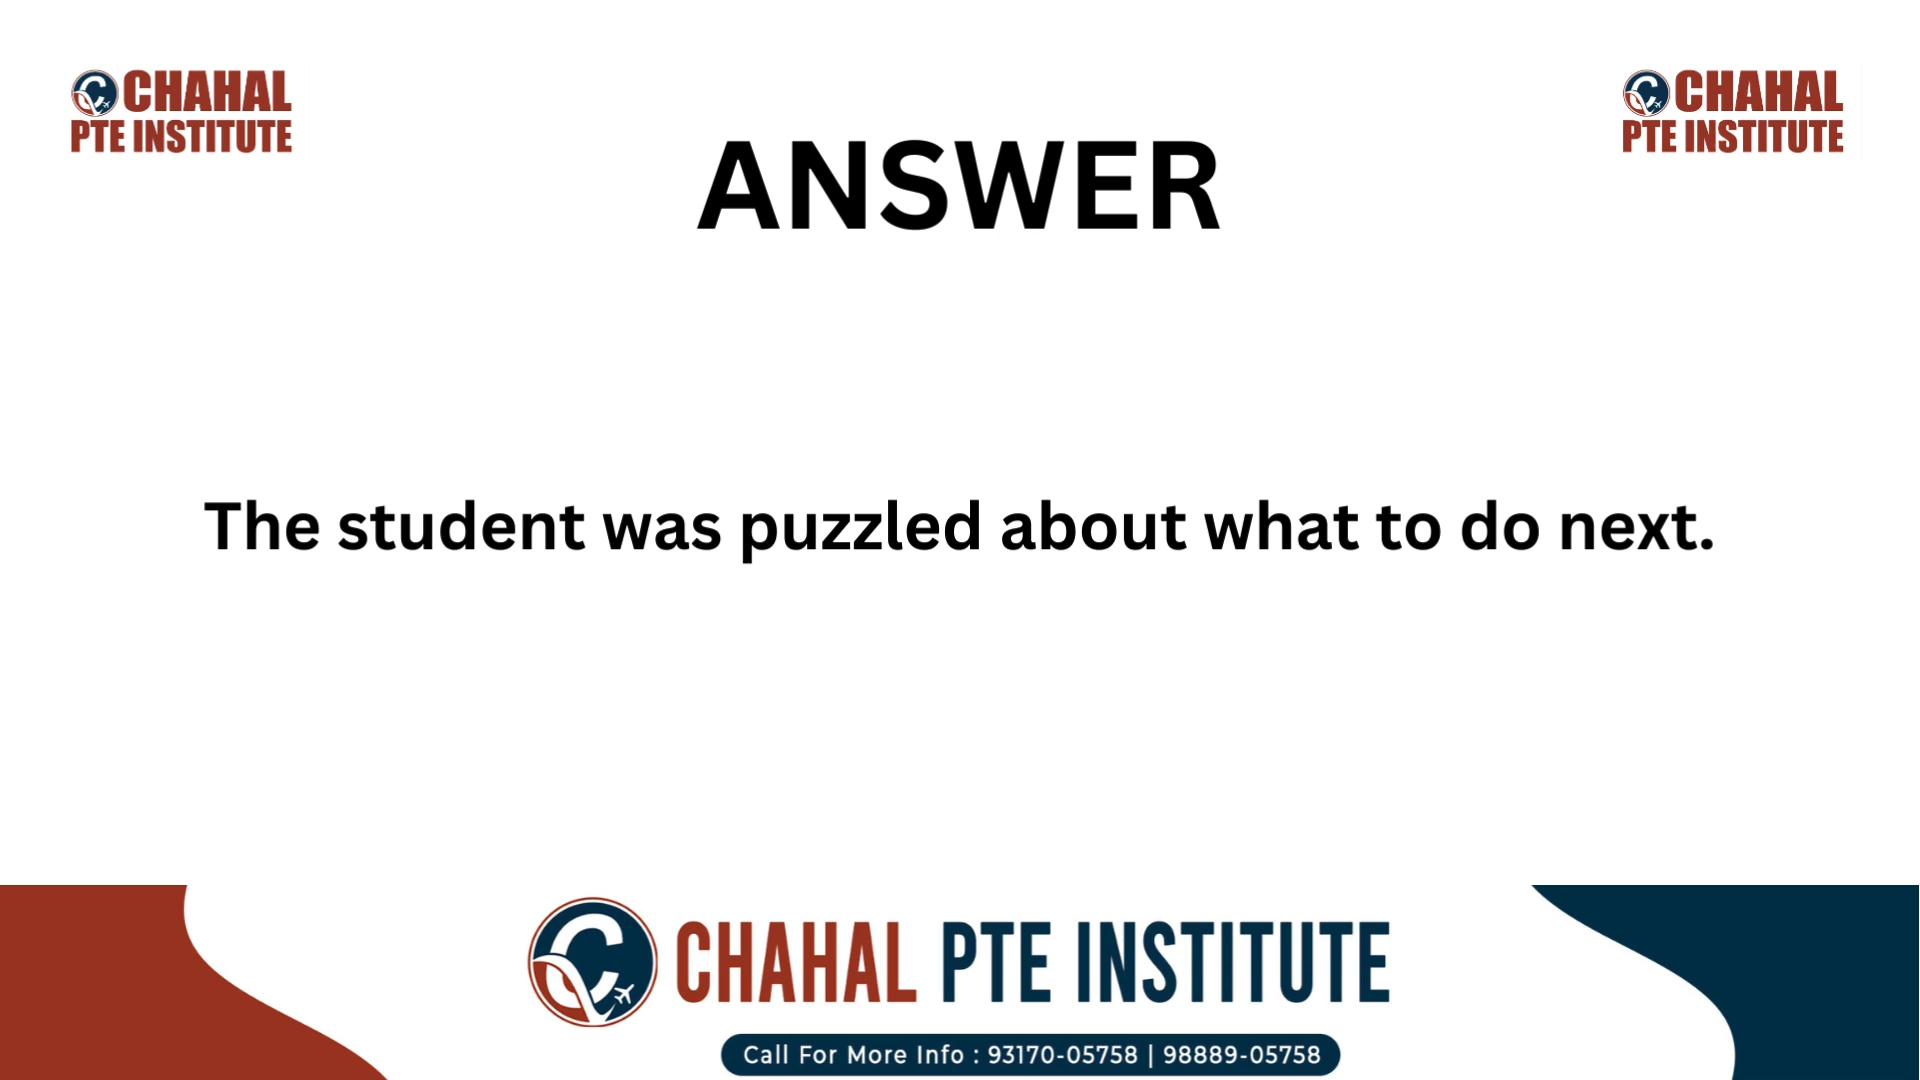 CHAHAL
PTE INSTITUTE
CHAHAL
PTE INSTITUTE
ANSWER
The student was puzzled about what to do next.
CHAHAL PTE INSTITUTE
Call For More Info : 93170-05758 | 98889-05758